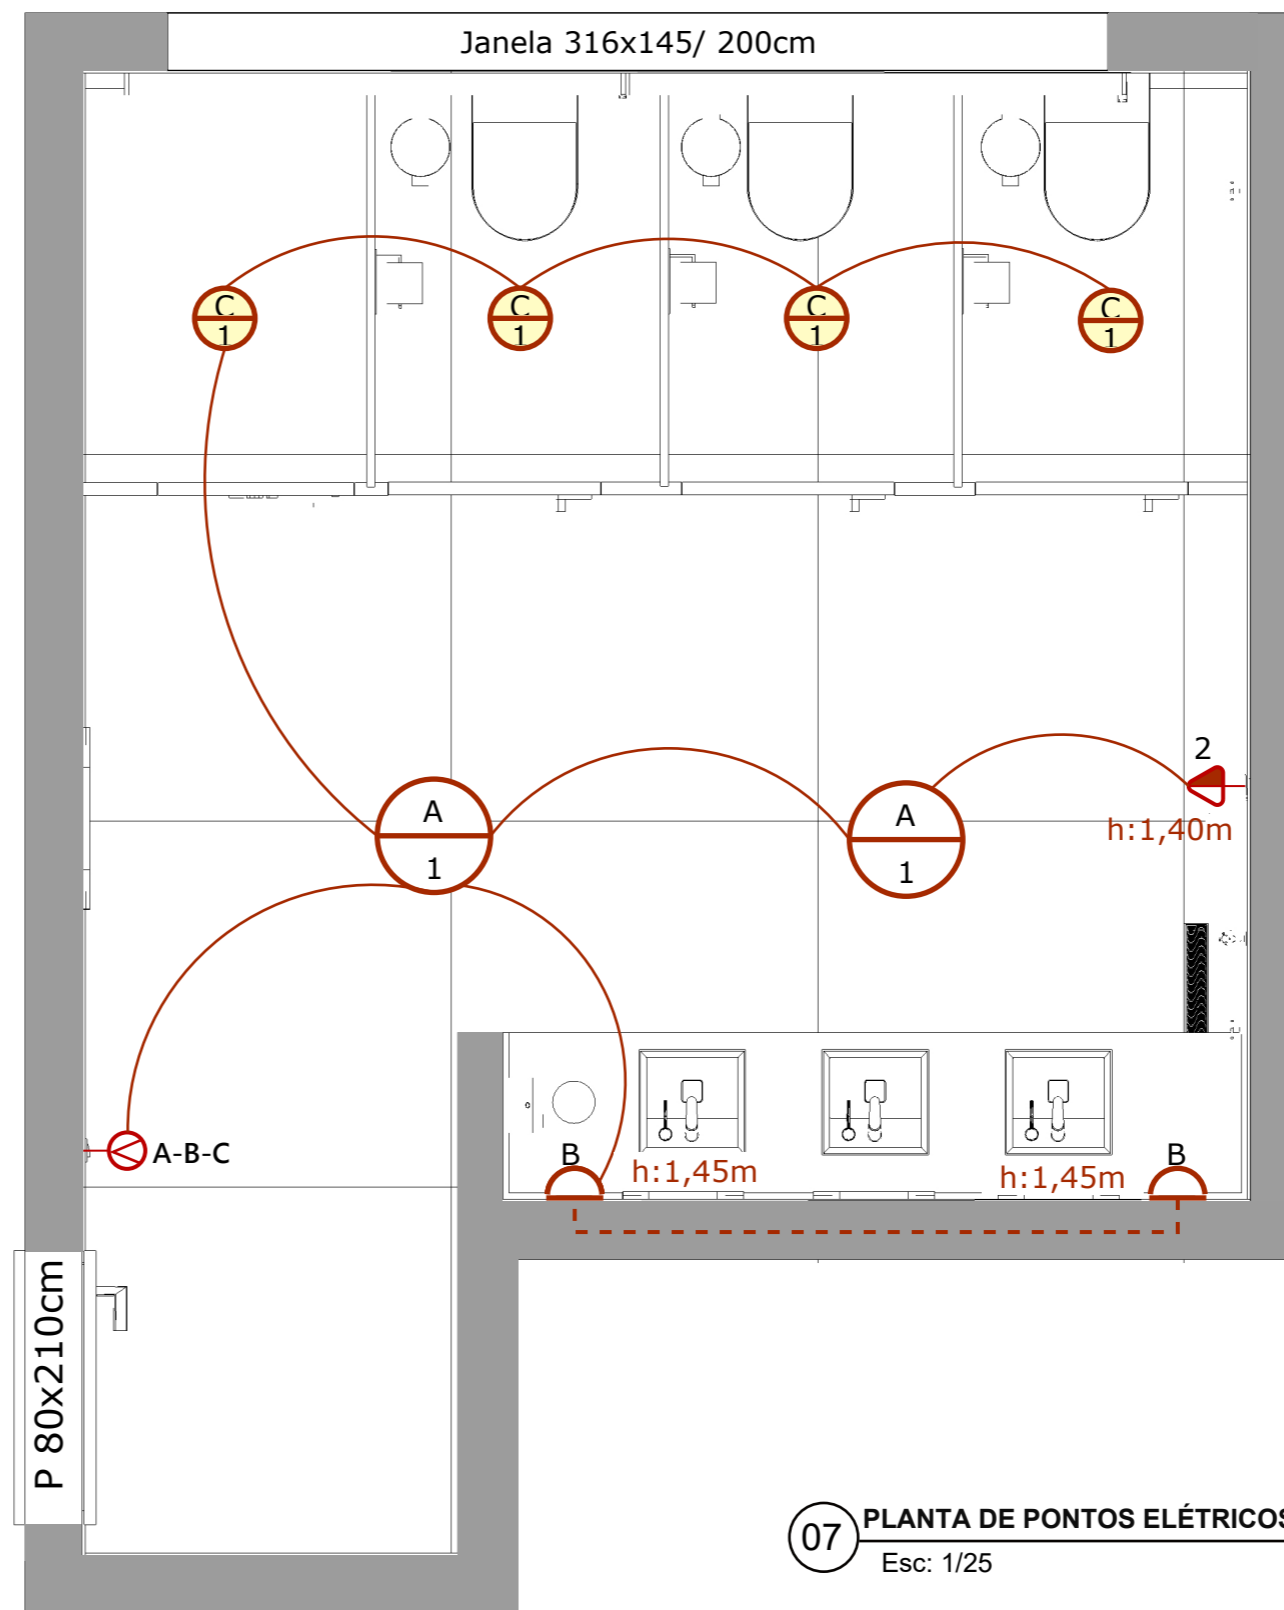 Janela 316x145/ 200cm
C
1
C
1
C
1
C
1
2
h:1,40m
A
1
A
1
A-B-C
B
h:1,45m
h:1,45m
B
P 80x210cm
07
PLANTA DE PONTOS ELÉTRICOS
Esc: 1/25